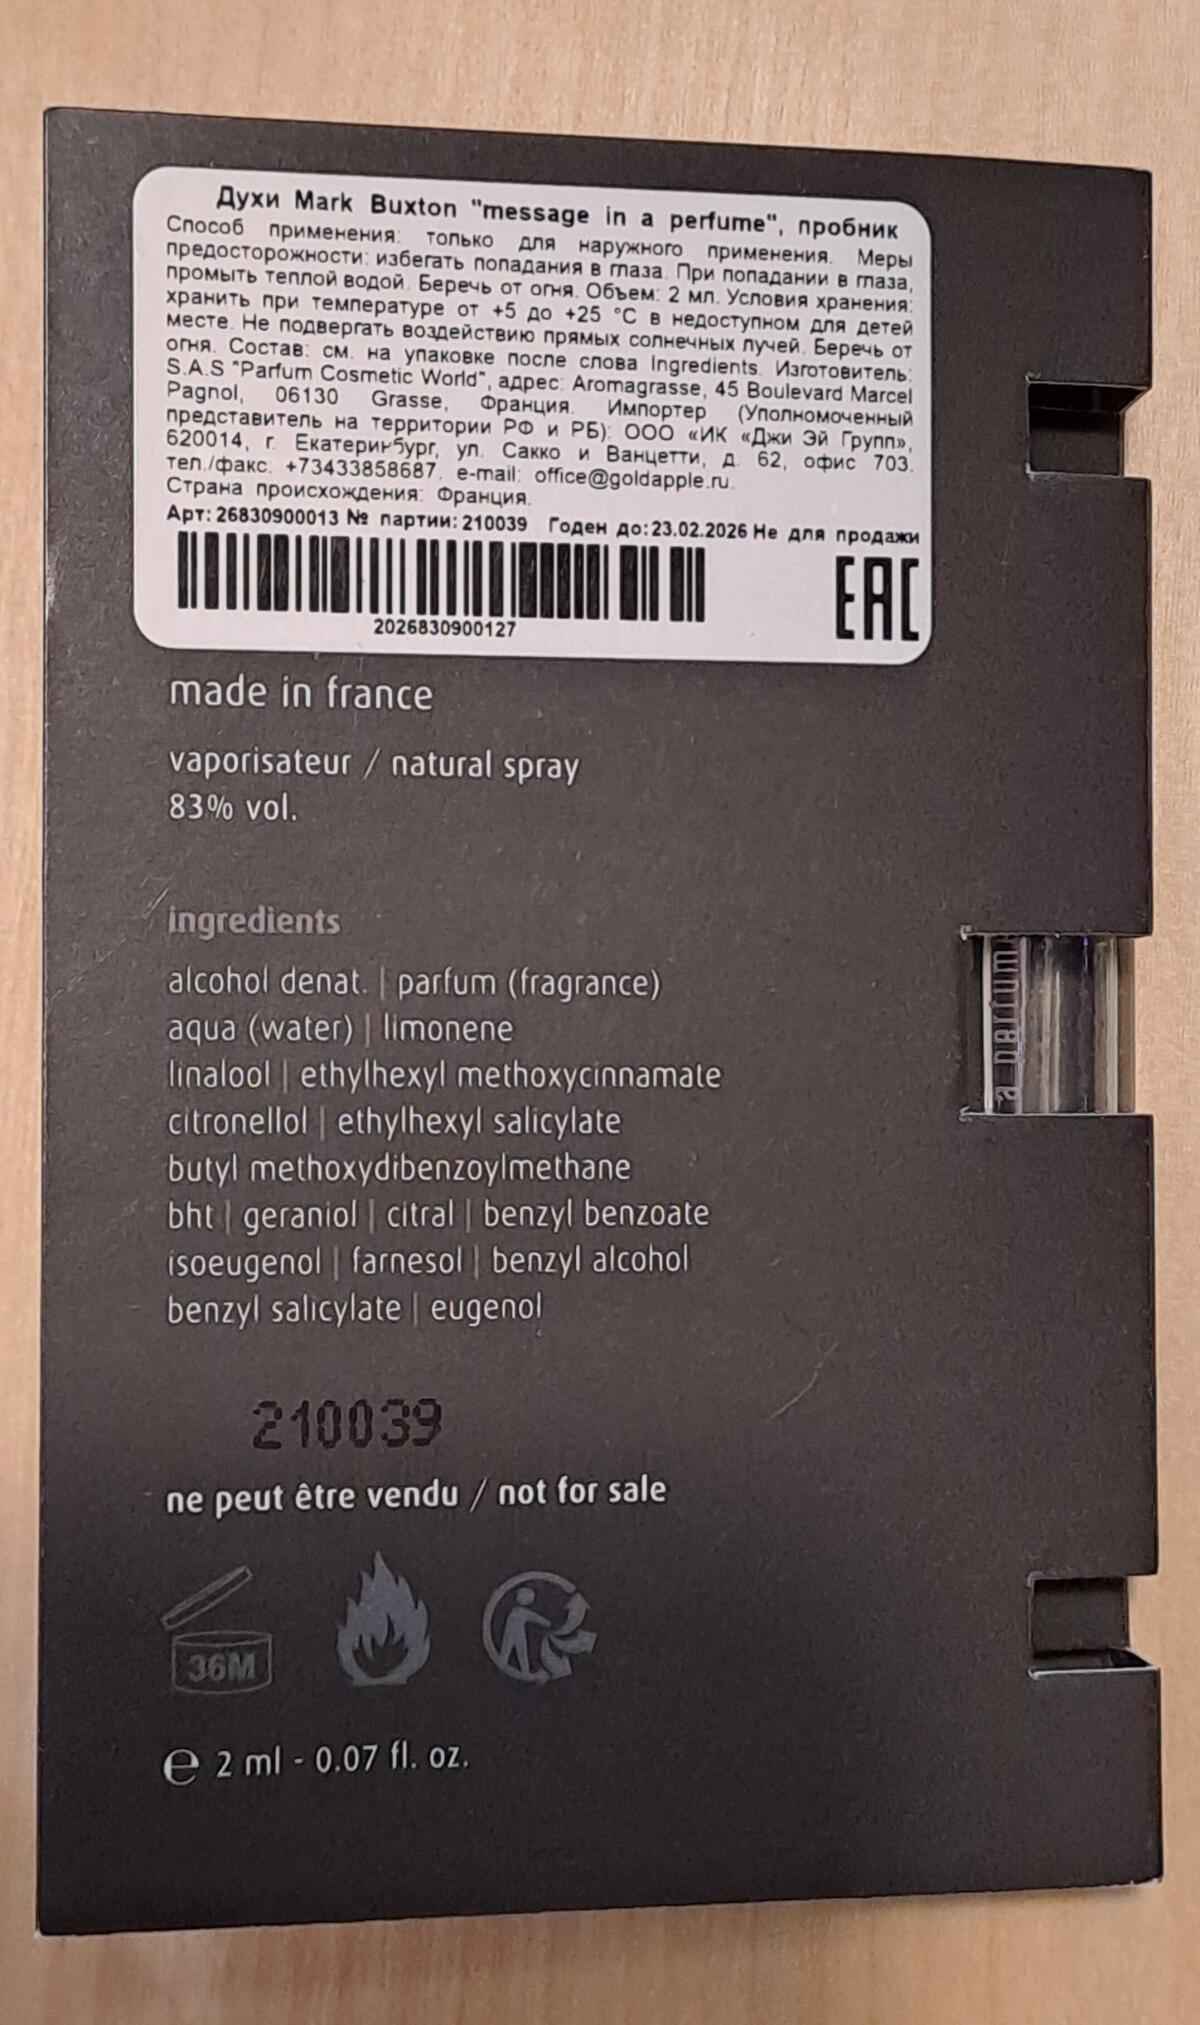 Духи Mark Buxton "message in a perfume", пробник
Способ применения: только для наружного применения. Меры
предосторожности: избегать попадания в глаза. При попадании в глаза,
промыть теплой водой. Беречь от огня. Объем: 2 мл. Условия хранения:
хранить при температуре от +5 до +25 °C в недоступном для детей
месте. Не подвергать воздействию прямых солнечных лучей. Беречь от
огня. Состав: см. на упаковке после слова Ingredients. Изготовитель:
S.A.S "Parfum Cosmetic World", адрес: Aromagrasse, 45 Boulevard Marcel
Pagnol, 06130 Grasse, Франция. Импортер (Уполномоченный
представитель на территории РФ и РБ): ООО «ИК «Джи Эй Групп»,
620014, г. Екатеринбург, ул. Сакко и Ванцетти, д. 62, офис 703.
тел./факс: +73433858687. e-mail: office@goldapple.ru.
Страна происхождения: Франция.
Арт: 26830900013 № партии: 210039 Годен до: 23.02.2026 Не для продажи
2026830900127
EAC
made in france
vaporisateur / natural spray
83% vol.
ingredients
alcohol denat. | parfum (fragrance)
aqua (water) | limonene
linalool | ethylhexyl methoxycinnamate
citronellol | ethylhexyl salicylate
butyl methoxydibenzoylmethane
bht | geraniol | citral | benzyl benzoate
isoeugenol | farnesol | benzyl alcohol
benzyl salicylate | eugenol
a perfume
210039
ne peut être vendu / not for sale
36M
e 2 ml - 0.07 fl. oz.